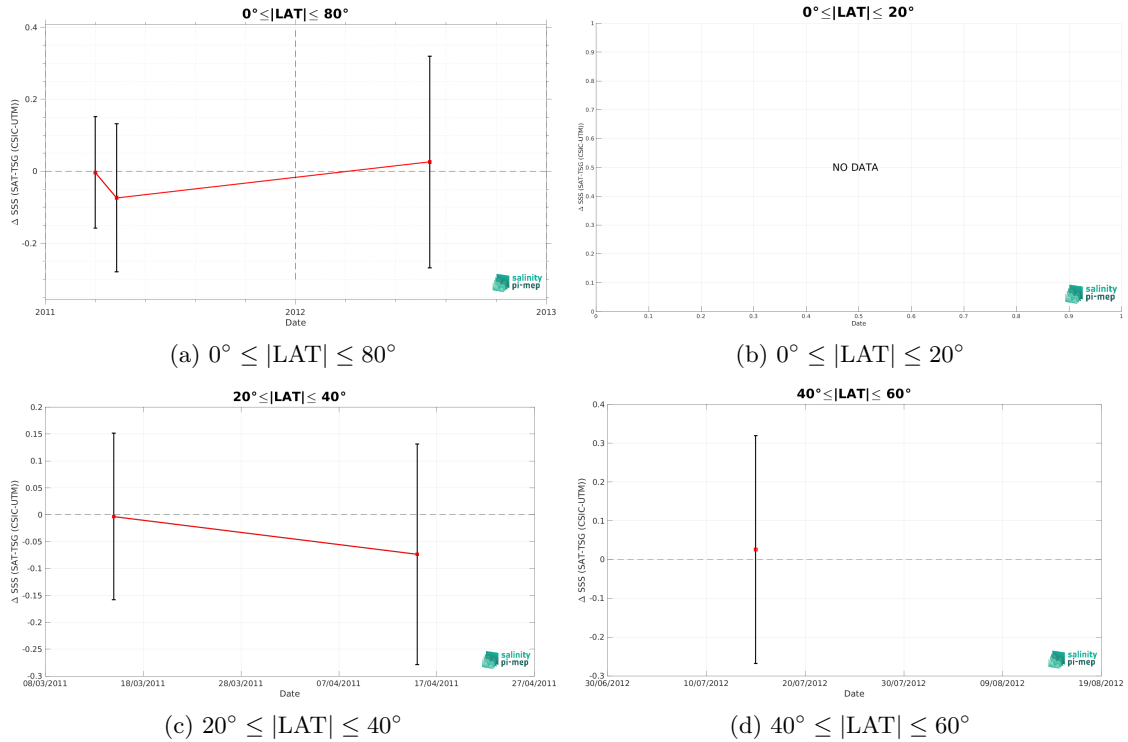 0°≤|LAT|≤ 80°
0.4
0.2
0
-0.2
Δ SSS (SAT-TSG (CSIC-UTM))
2011
2012
2013
Date
salinity
pi-mep
(a) 0° ≤ |LAT| ≤ 80°
0°≤|LAT|≤ 20°
1
0.9
0.8
0.7
0.6
0.5
0.4
0.3
0.2
0.1
0
Δ SSS (SAT-TSG (CSIC-UTM))
NO DATA
0
0.1
0.2
0.3
0.4
0.5
0.6
0.7
0.8
0.9
1
Date
salinity
pi-mep
(b) 0° ≤ |LAT| ≤ 20°
20°≤|LAT|≤ 40°
0.2
0.15
0.1
0.05
0
-0.05
-0.1
-0.15
-0.2
-0.25
-0.3
Δ SSS (SAT-TSG (CSIC-UTM))
08/03/2011
18/03/2011
28/03/2011
07/04/2011
17/04/2011
27/04/2011
Date
salinity
pi-mep
(c) 20° ≤ |LAT| ≤ 40°
40°≤|LAT|≤ 60°
0.4
0.3
0.2
0.1
0
-0.1
-0.2
-0.3
Δ SSS (SAT-TSG (CSIC-UTM))
30/06/2012
10/07/2012
20/07/2012
30/07/2012
09/08/2012
19/08/2012
Date
salinity
pi-mep
(d) 40° ≤ |LAT| ≤ 60°